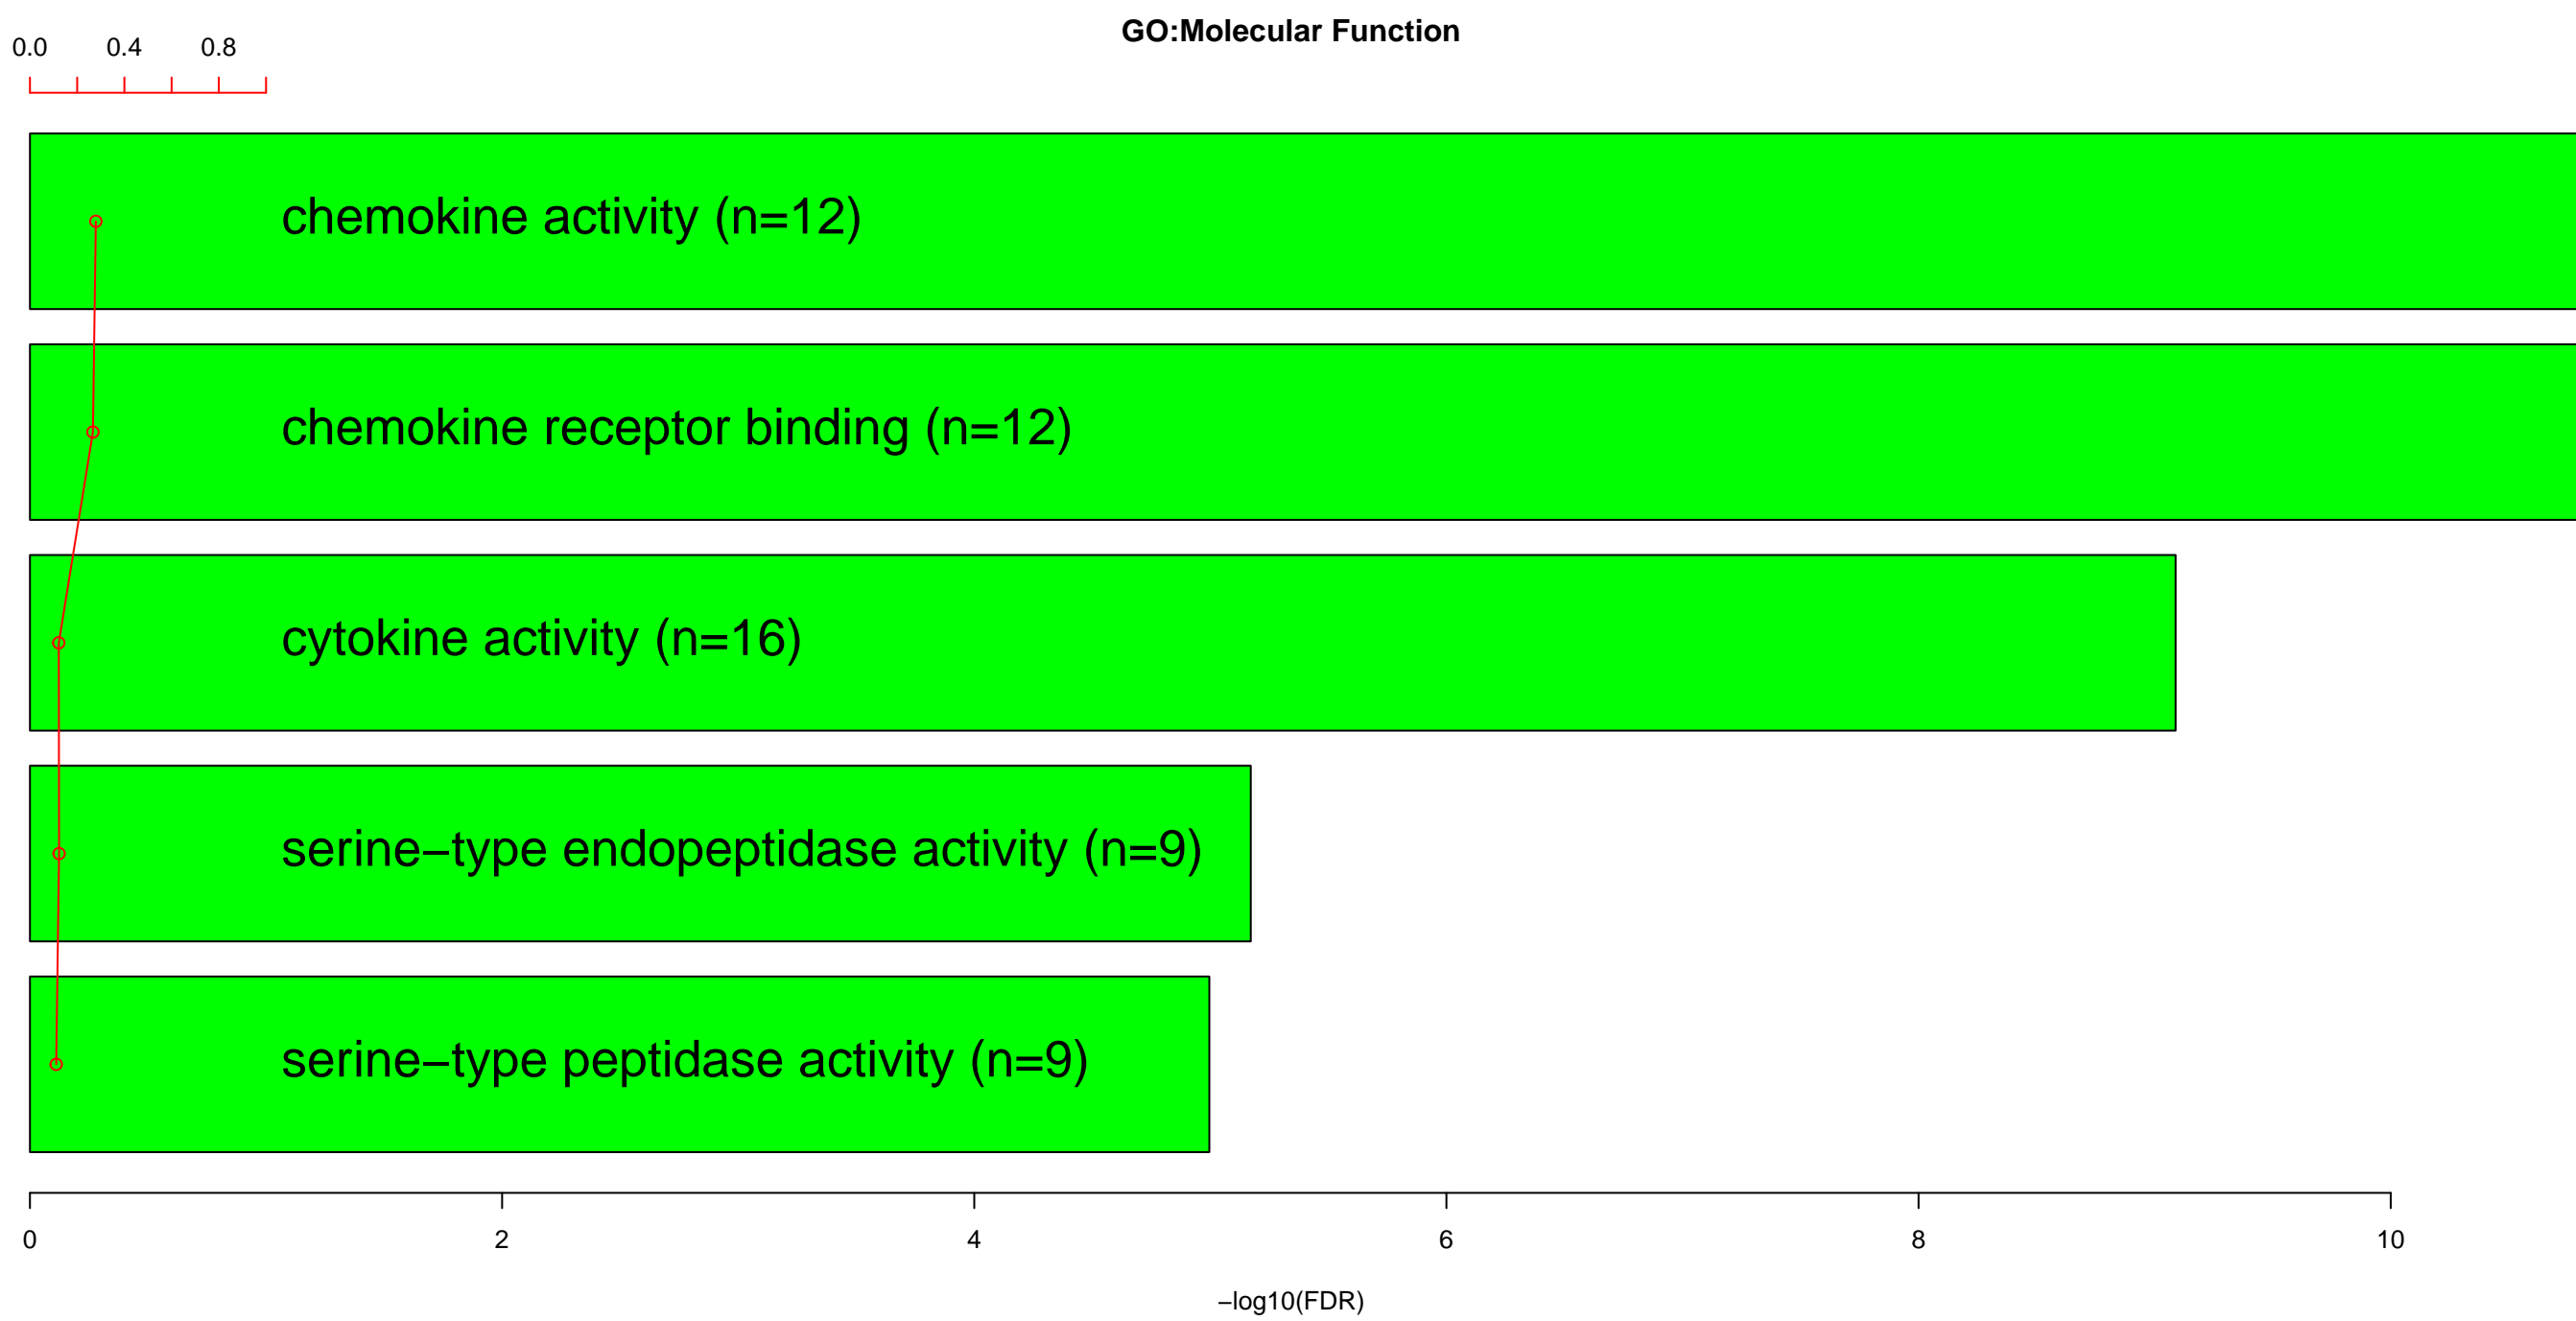 GO:Molecular Function
0.0 0.4 0.8
chemokine activity (n=12)
chemokine receptor binding (n=12)
cytokine activity (n=16)
serine−type endopeptidase activity (n=9)
serine−type peptidase activity (n=9)
0 2 4 6 8 10
−log10(FDR)